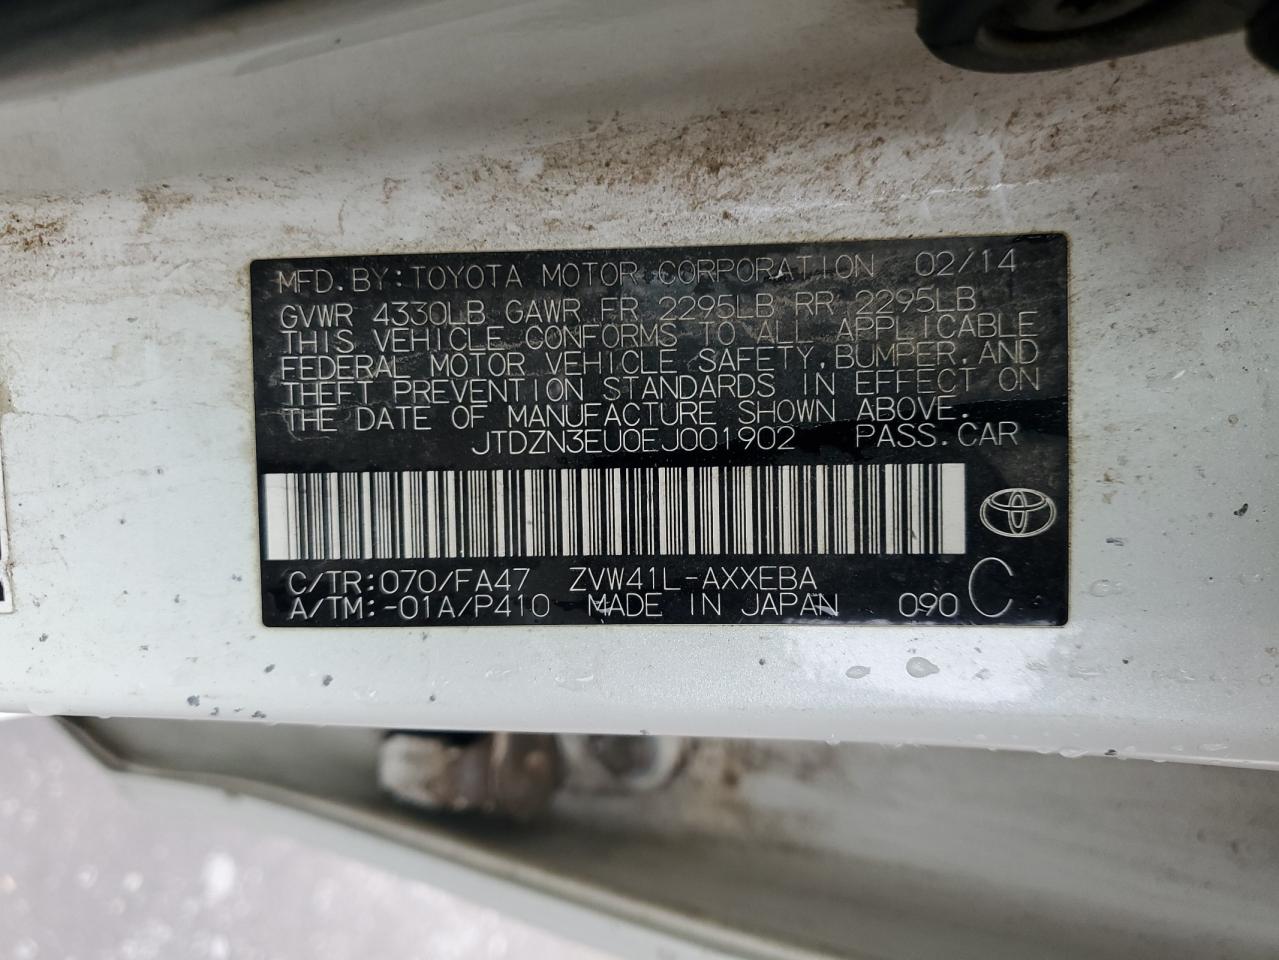 MFD.BY:TOYOTA MOTOR CORPORATION 02/14
GVWR 4330LB GAWR FR 2295LB RR 2295LB
THIS VEHICLE CONFORMS TO ALL APPLICABLE
FEDERAL MOTOR VEHICLE SAFETY,BUMPER,AND
THEFT PREVENTION STANDARDS IN EFFECT ON
THE DATE OF MANUFACTURE SHOWN ABOVE.
JTDZN3EU0EJ001902 PASS.CAR
C/TR:070/FA47 ZVW41L-AXXEBA
A/TM:-01A/P410 MADE IN JAPAN 090 C